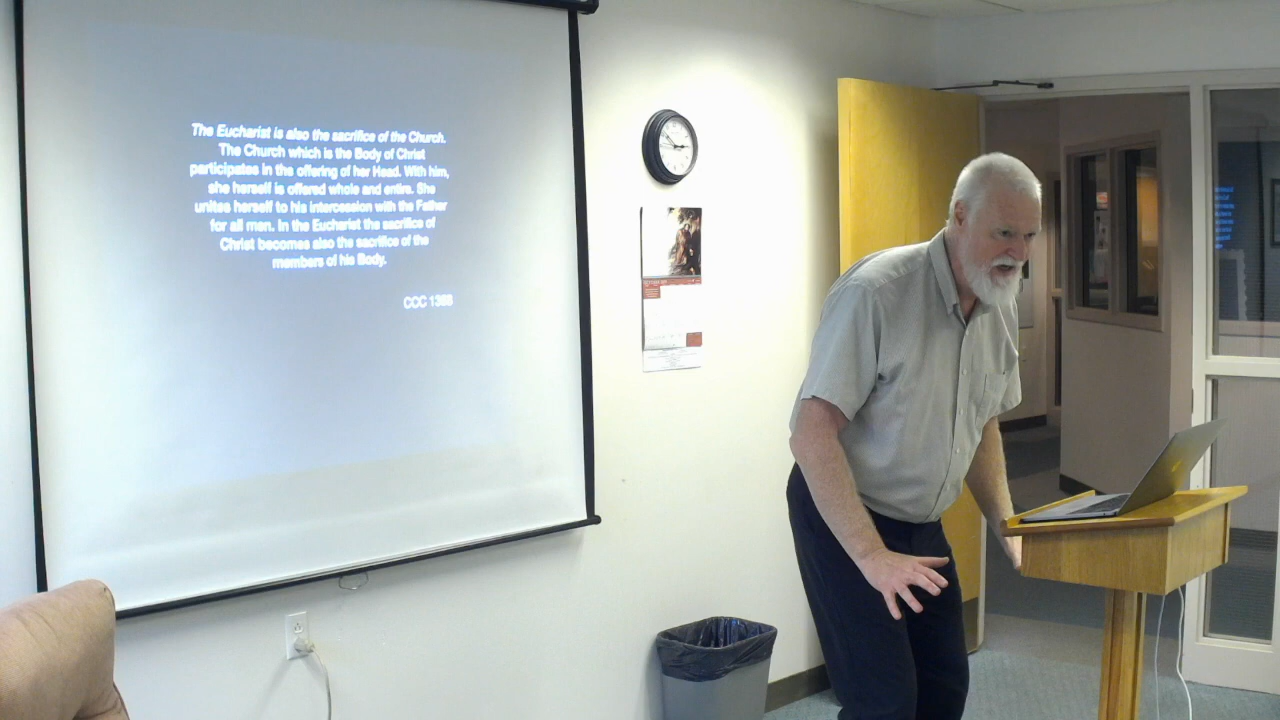 The Eucharist is also the sacrifice of the Church.
The Church which is the Body of Christ
participates in the offering of her Head. With him,
she herself is offered whole and entire. She
unites herself to his intercession with the Father
for all men. In the Eucharist the sacrifice of
Christ becomes also the sacrifice of the
members of his Body.
CCC 1368